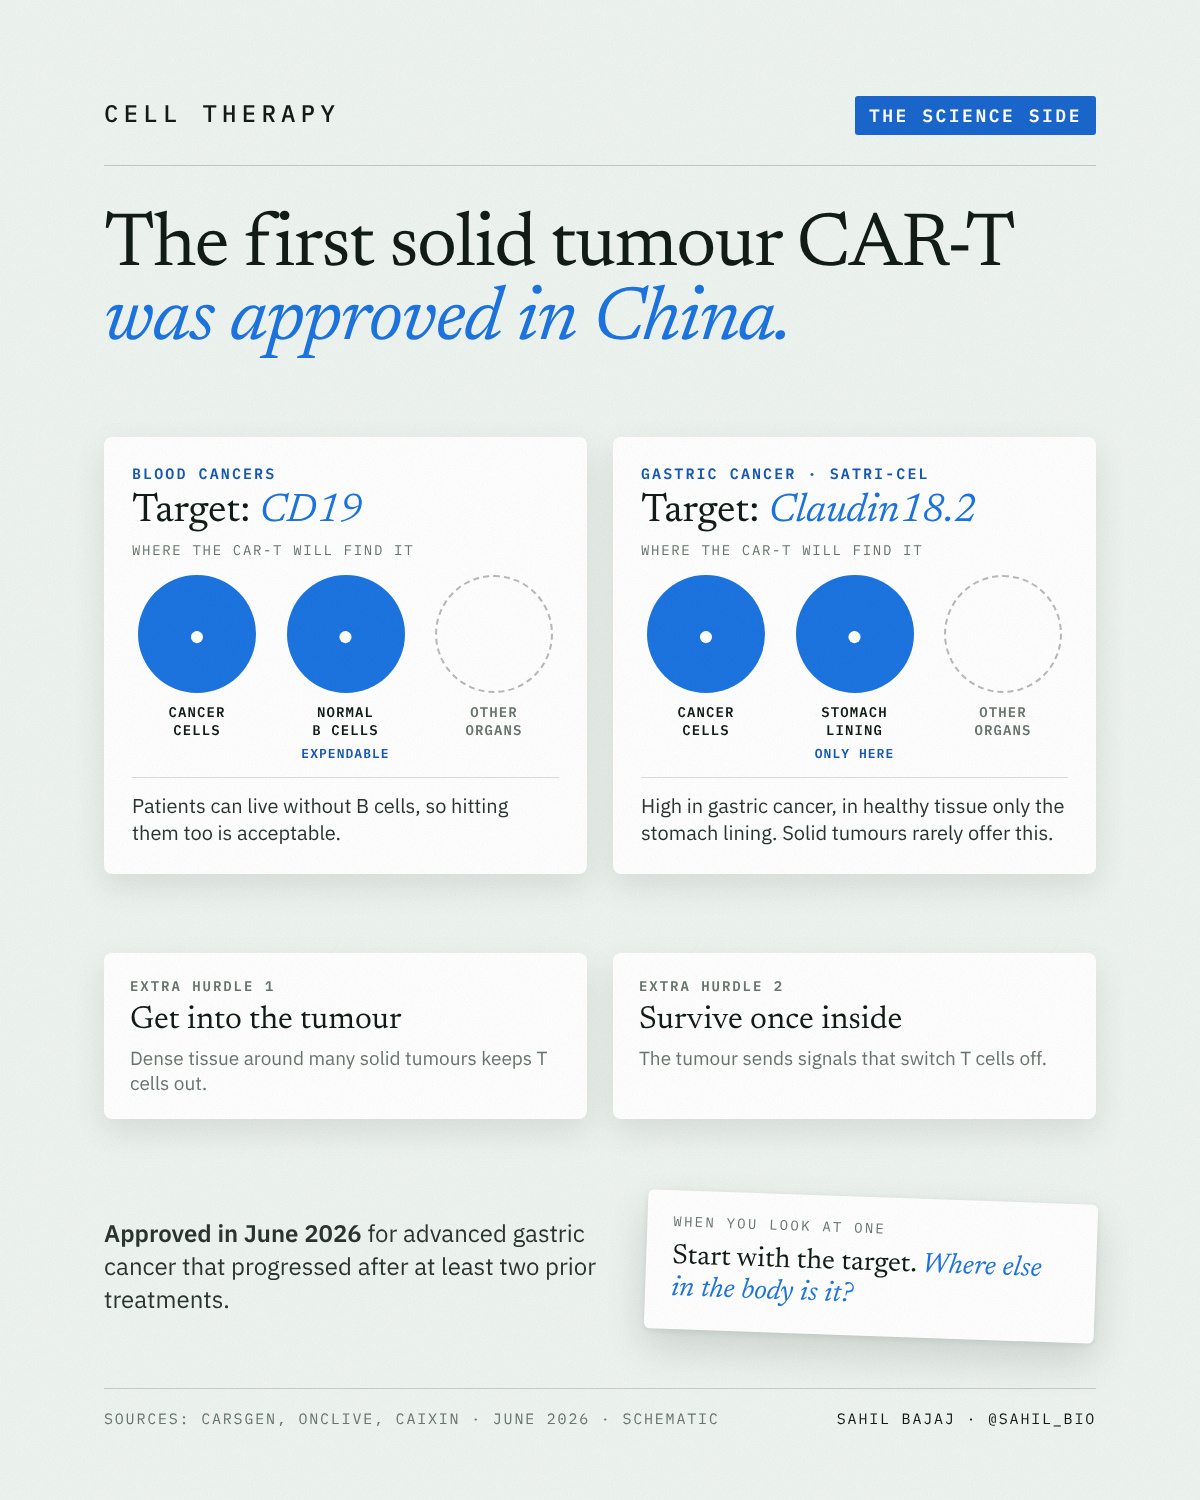 CELL THERAPY
THE SCIENCE SIDE
The first solid tumour CAR-T
was approved in China.
BLOOD CANCERS
Target: CD19
WHERE THE CAR-T WILL FIND IT
CANCER
CELLS
NORMAL
B CELLS
EXPENDABLE
OTHER
ORGANS
Patients can live without B cells, so hitting
them too is acceptable.
GASTRIC CANCER · SATRI-CEL
Target: Claudin18.2
WHERE THE CAR-T WILL FIND IT
CANCER
CELLS
STOMACH
LINING
ONLY HERE
OTHER
ORGANS
High in gastric cancer, in healthy tissue only the
stomach lining. Solid tumours rarely offer this.
EXTRA HURDLE 1
Get into the tumour
Dense tissue around many solid tumours keeps T
cells out.
EXTRA HURDLE 2
Survive once inside
The tumour sends signals that switch T cells off.
Approved in June 2026 for advanced gastric
cancer that progressed after at least two prior
treatments.
WHEN YOU LOOK AT ONE
Start with the target. Where else
in the body is it?
SOURCES: CARSGEN, ONCLIVE, CAIXIN · JUNE 2026 · SCHEMATIC
SAHIL BAJAJ · @SAHIL_BIO